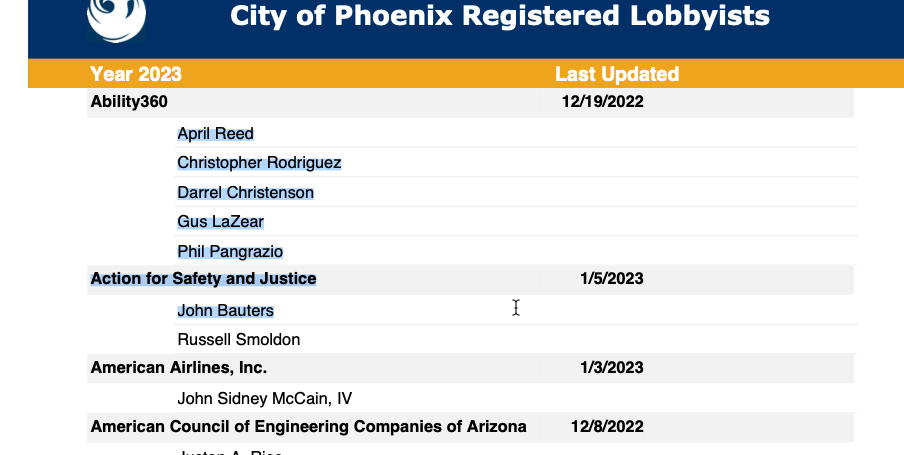 City of Phoenix Registered Lobbyists
Year 2023 Last Updated
Ability360 12/19/2022
April Reed
Christopher Rodriguez
Darrel Christenson
Gus LaZear
Phil Pangrazio
Action for Safety and Justice 1/5/2023
John Bauters
Russell Smoldon
American Airlines, Inc. 1/3/2023
John Sidney McCain, IV
American Council of Engineering Companies of Arizona 12/8/2022